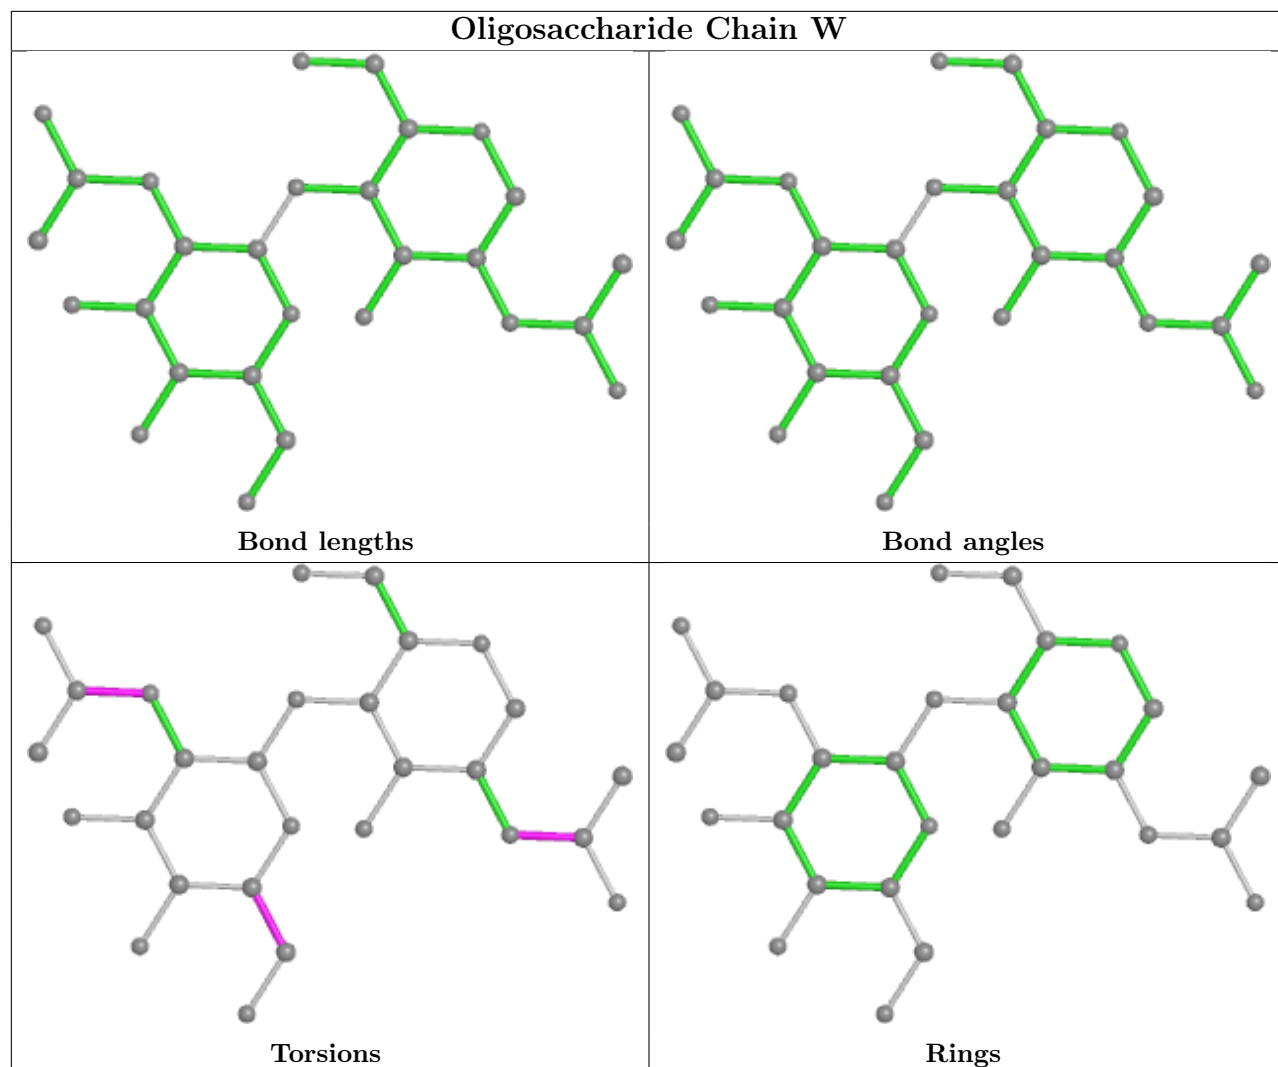 Oligosaccharide Chain W
Bond lengths
Bond angles
Torsions
Rings